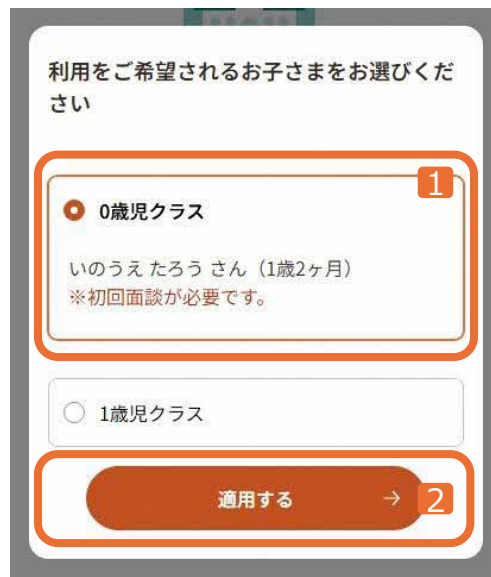 利用をご希望されるお子さまをお選びくだ
さい
1
0歳児クラス
いのうえ たろう さん（1歳2ヶ月）
※初回面談が必要です。
1歳児クラス
適用する → 2